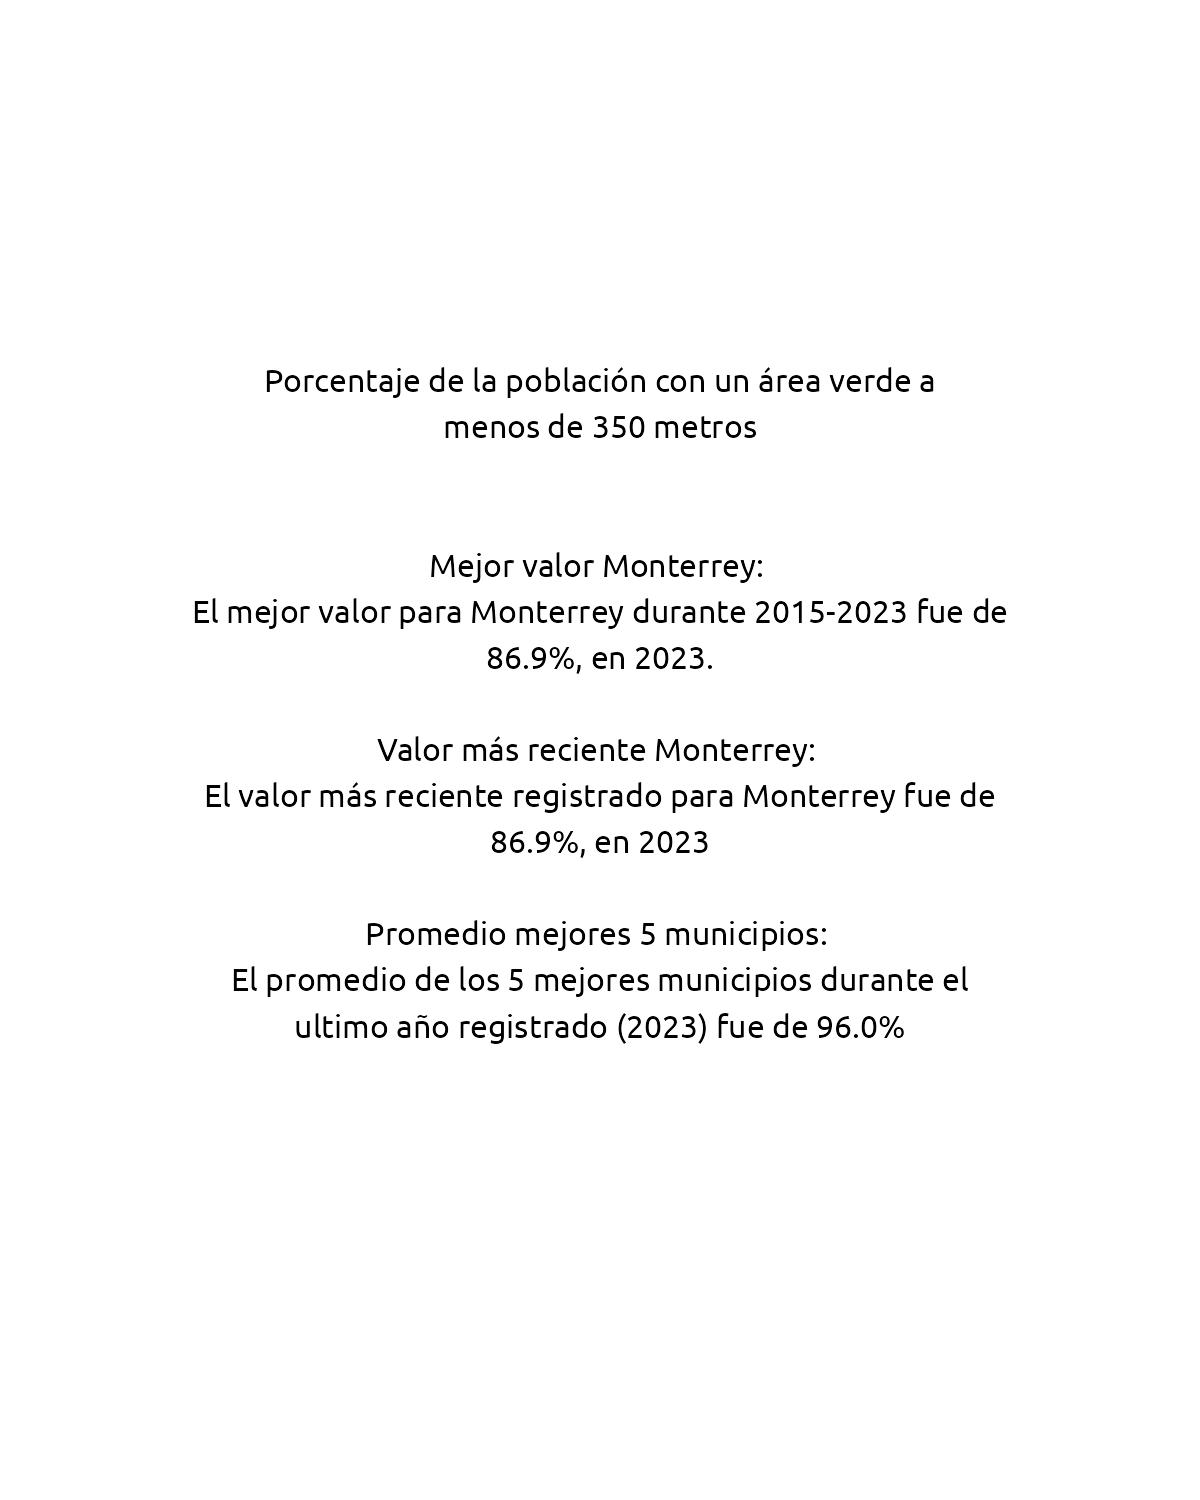 Porcentaje de la población con un área verde a
menos de 350 metros
Mejor valor Monterrey:
El mejor valor para Monterrey durante 2015-2023 fue de
86.9%, en 2023.
Valor más reciente Monterrey:
El valor más reciente registrado para Monterrey fue de
86.9%, en 2023
Promedio mejores 5 municipios:
El promedio de los 5 mejores municipios durante el
ultimo año registrado (2023) fue de 96.0%